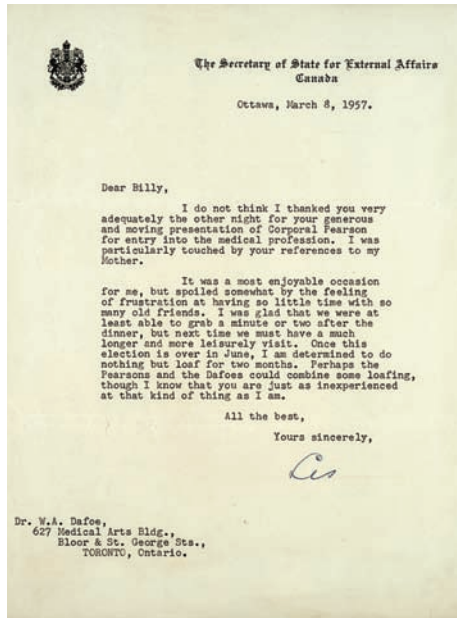 The Secretary of State for External Affairs
Canada
Ottawa, March 8, 1957.
Dear Billy,
I do not think I thanked you very
adequately the other night for your generous
and moving presentation of Corporal Pearson
for entry into the medical profession. I was
particularly touched by your references to my
Mother.
It was a most enjoyable occasion
for me, but spoiled somewhat by the feeling
of frustration at having so little time with so
many old friends. I was glad that we were at
least able to grab a minute or two after the
dinner, but next time we must have a much
longer and more leisurely visit. Once this
election is over in June, I am determined to do
nothing but loaf for two months. Perhaps the
Pearsons and the Dafoes could combine some loafing,
though I know that you are just as inexperienced
at that kind of thing as I am.
All the best,
Yours sincerely,
Les
Dr. W.A. Dafoe,
627 Medical Arts Bldg.,
Bloor & St. George Sts.,
TORONTO, Ontario.